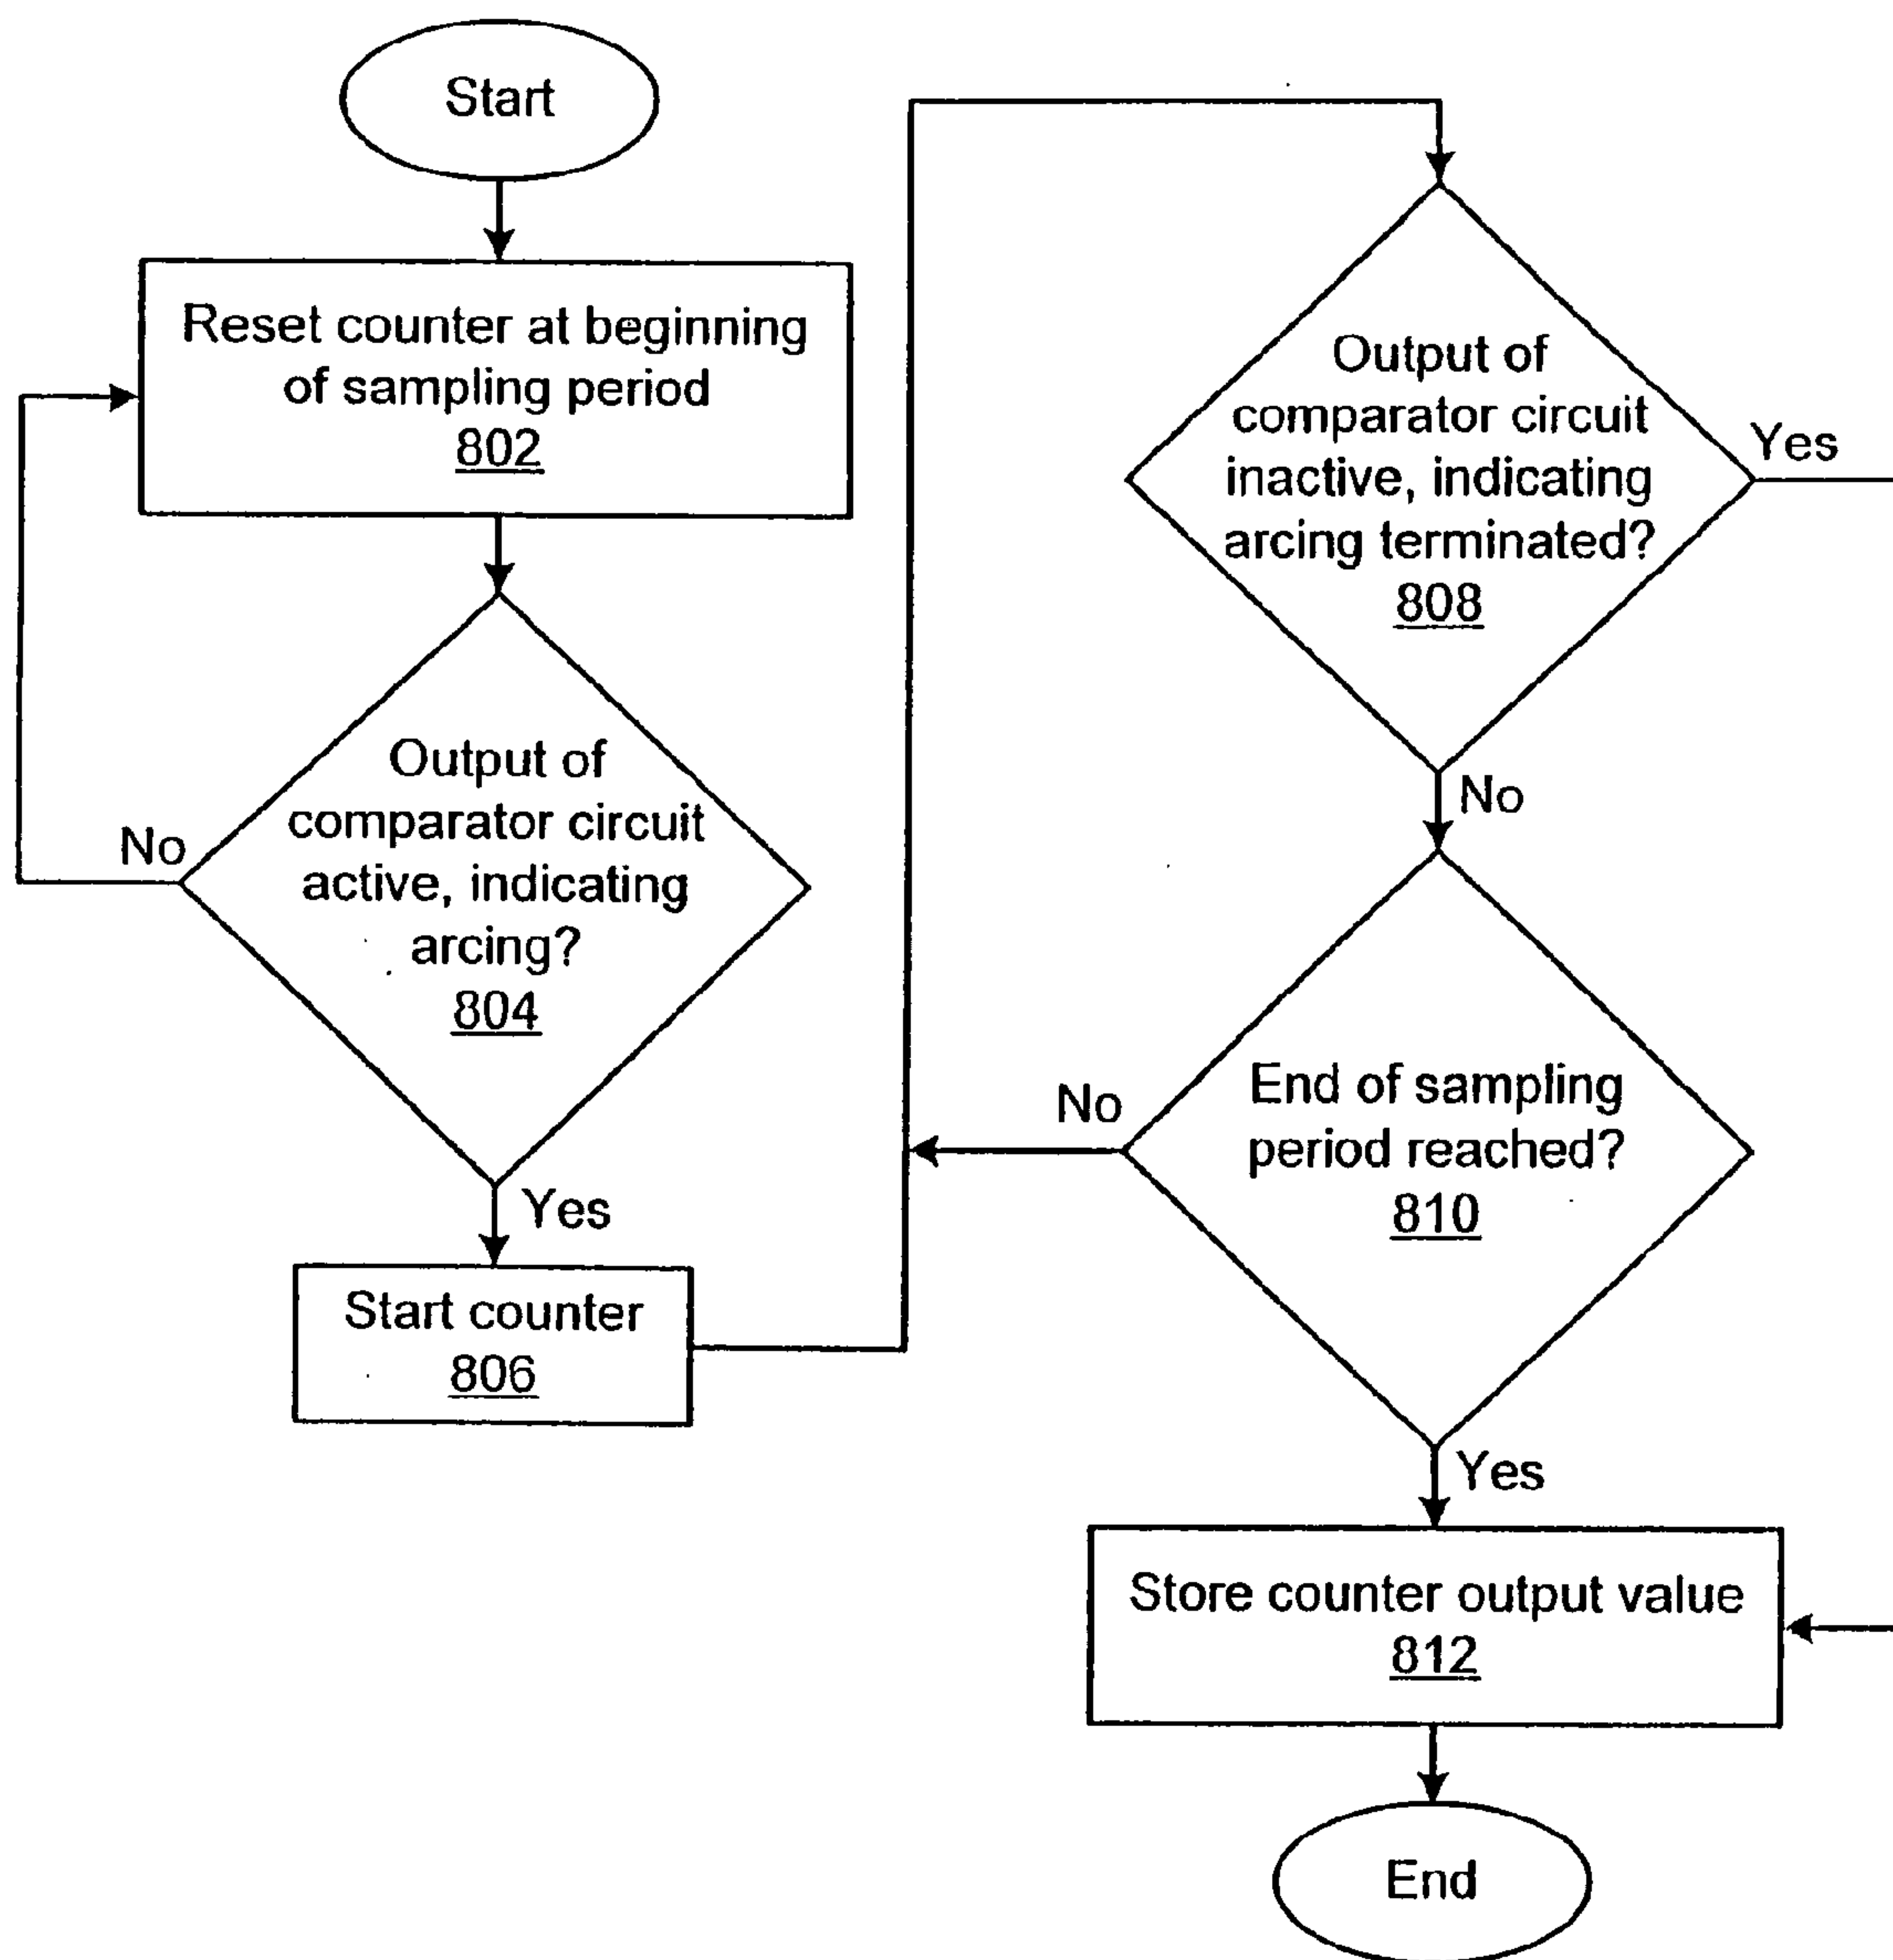 Start
Reset counter at beginning
of sampling period
802
Output of
comparator circuit
active, indicating
arcing?
804
No
Yes
Start counter
806
Output of
comparator circuit
inactive, indicating
arcing terminated?
808
Yes
No
End of sampling
period reached?
810
No
Yes
Store counter output value
812
End